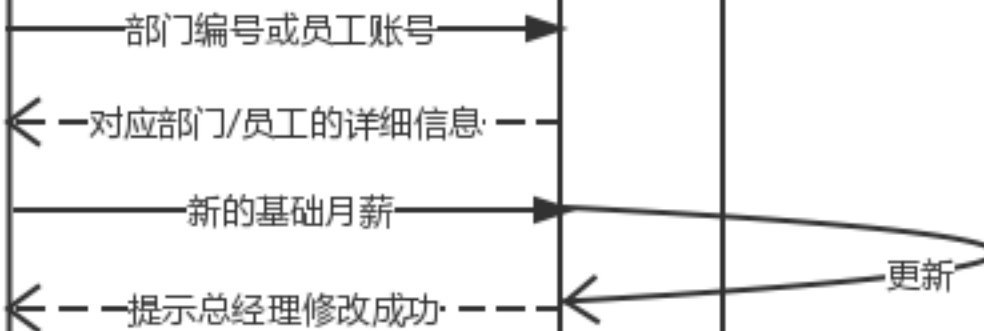 部门编号或员工账号
对应部门/员工的详细信息
新的基础月薪
更新
提示总经理修改成功